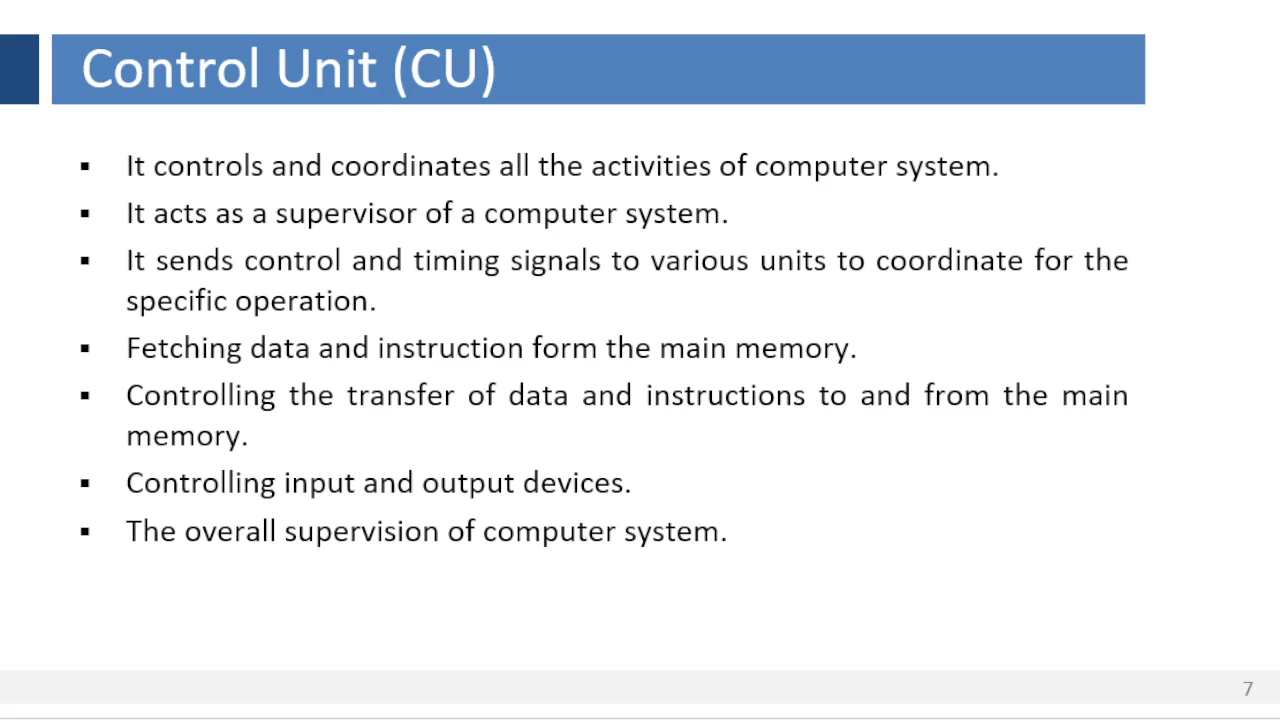 Control Unit (CU)
▪ It controls and coordinates all the activities of computer system.
▪ It acts as a supervisor of a computer system.
▪ It sends control and timing signals to various units to coordinate for the
specific operation.
▪ Fetching data and instruction form the main memory.
▪ Controlling the transfer of data and instructions to and from the main
memory.
▪ Controlling input and output devices.
▪ The overall supervision of computer system.
7